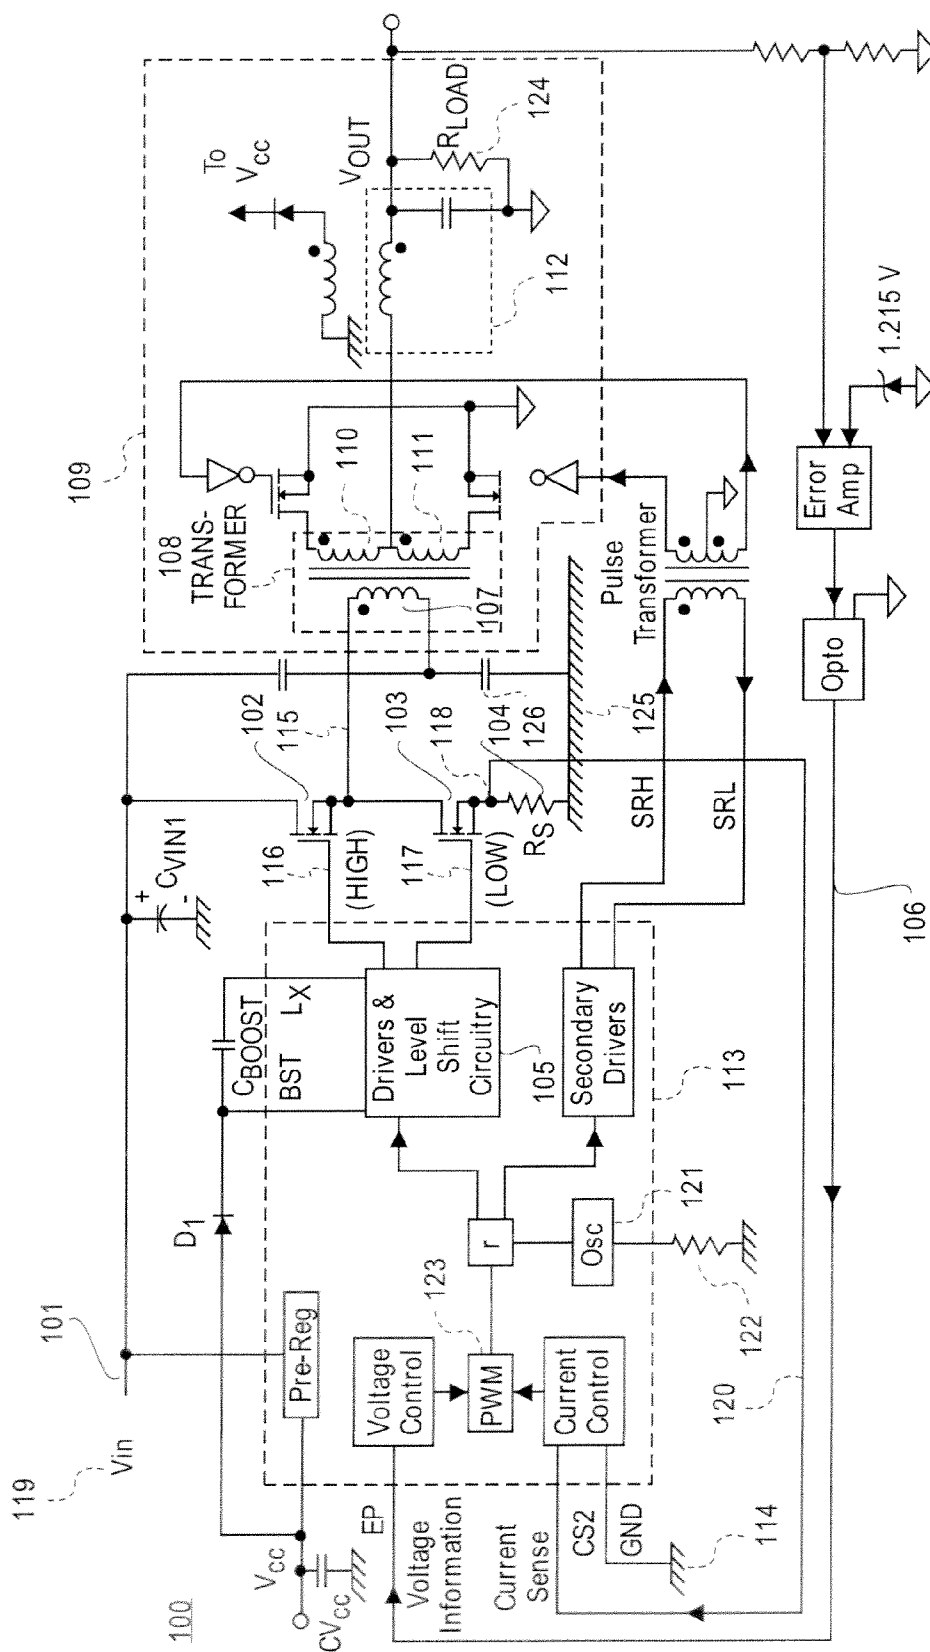 100
119
Vin
101
VCC
CVCC
D1
CBOOST
BST
LX
CVIN1
+
-
Pre-Reg
EP
Voltage
Information
Current
Sense
CS2
GND
114
Voltage
Control
PWM
123
Current
Control
r
Osc
121
122
120
Drivers &
Level
Shift
Circuitry
105
Secondary
Drivers
113
116
(HIGH)
117
(LOW)
102
115
103
118
104
126
RS
125
SRH
SRL
106
109
108
TRANS-
FORMER
107
110
111
Pulse
Transformer
To
VCC
VOUT
RLOAD
124
112
1.215 V
Error
Amp
Opto